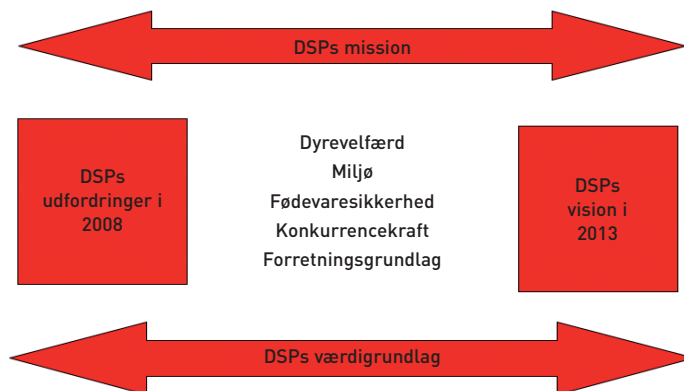 DSPs mission
DSPs
udfordringer i
2008
Dyrevelfærd
Miljø
Fødevaresikkerhed
Konkurrencekraft
Forretningsgrundlag
DSPs
vision i
2013
DSPs værdigrundlag